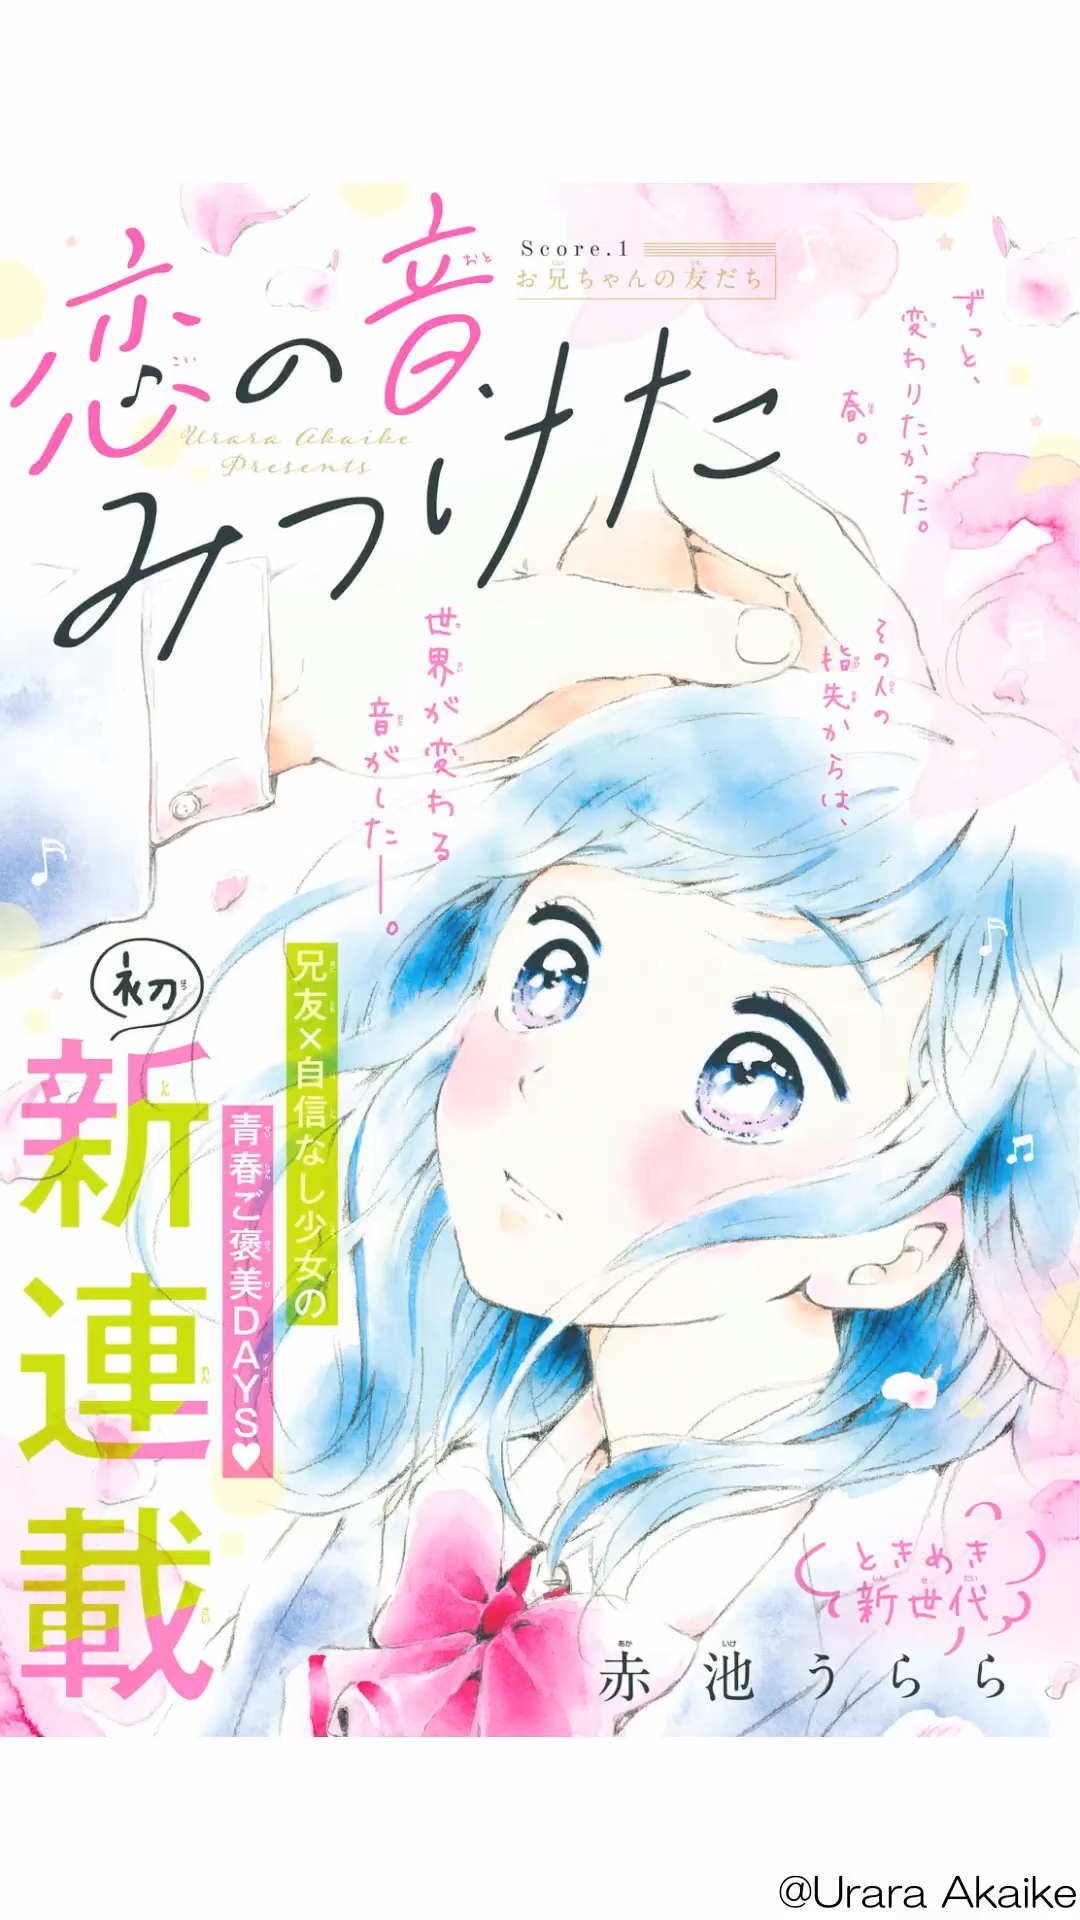 恋の音、
みつけた
Urara Akaike
Presents
Score.1
お兄ちゃんの友だち
ずっと、
変わりたかった。
春。
その人の
指先からは、
世界が変わる
音がした――。
初
新連載
兄友×自信なし少女の
青春ご褒美DAYS♥
ときめき
新世代
赤池うらら
@Urara Akaike